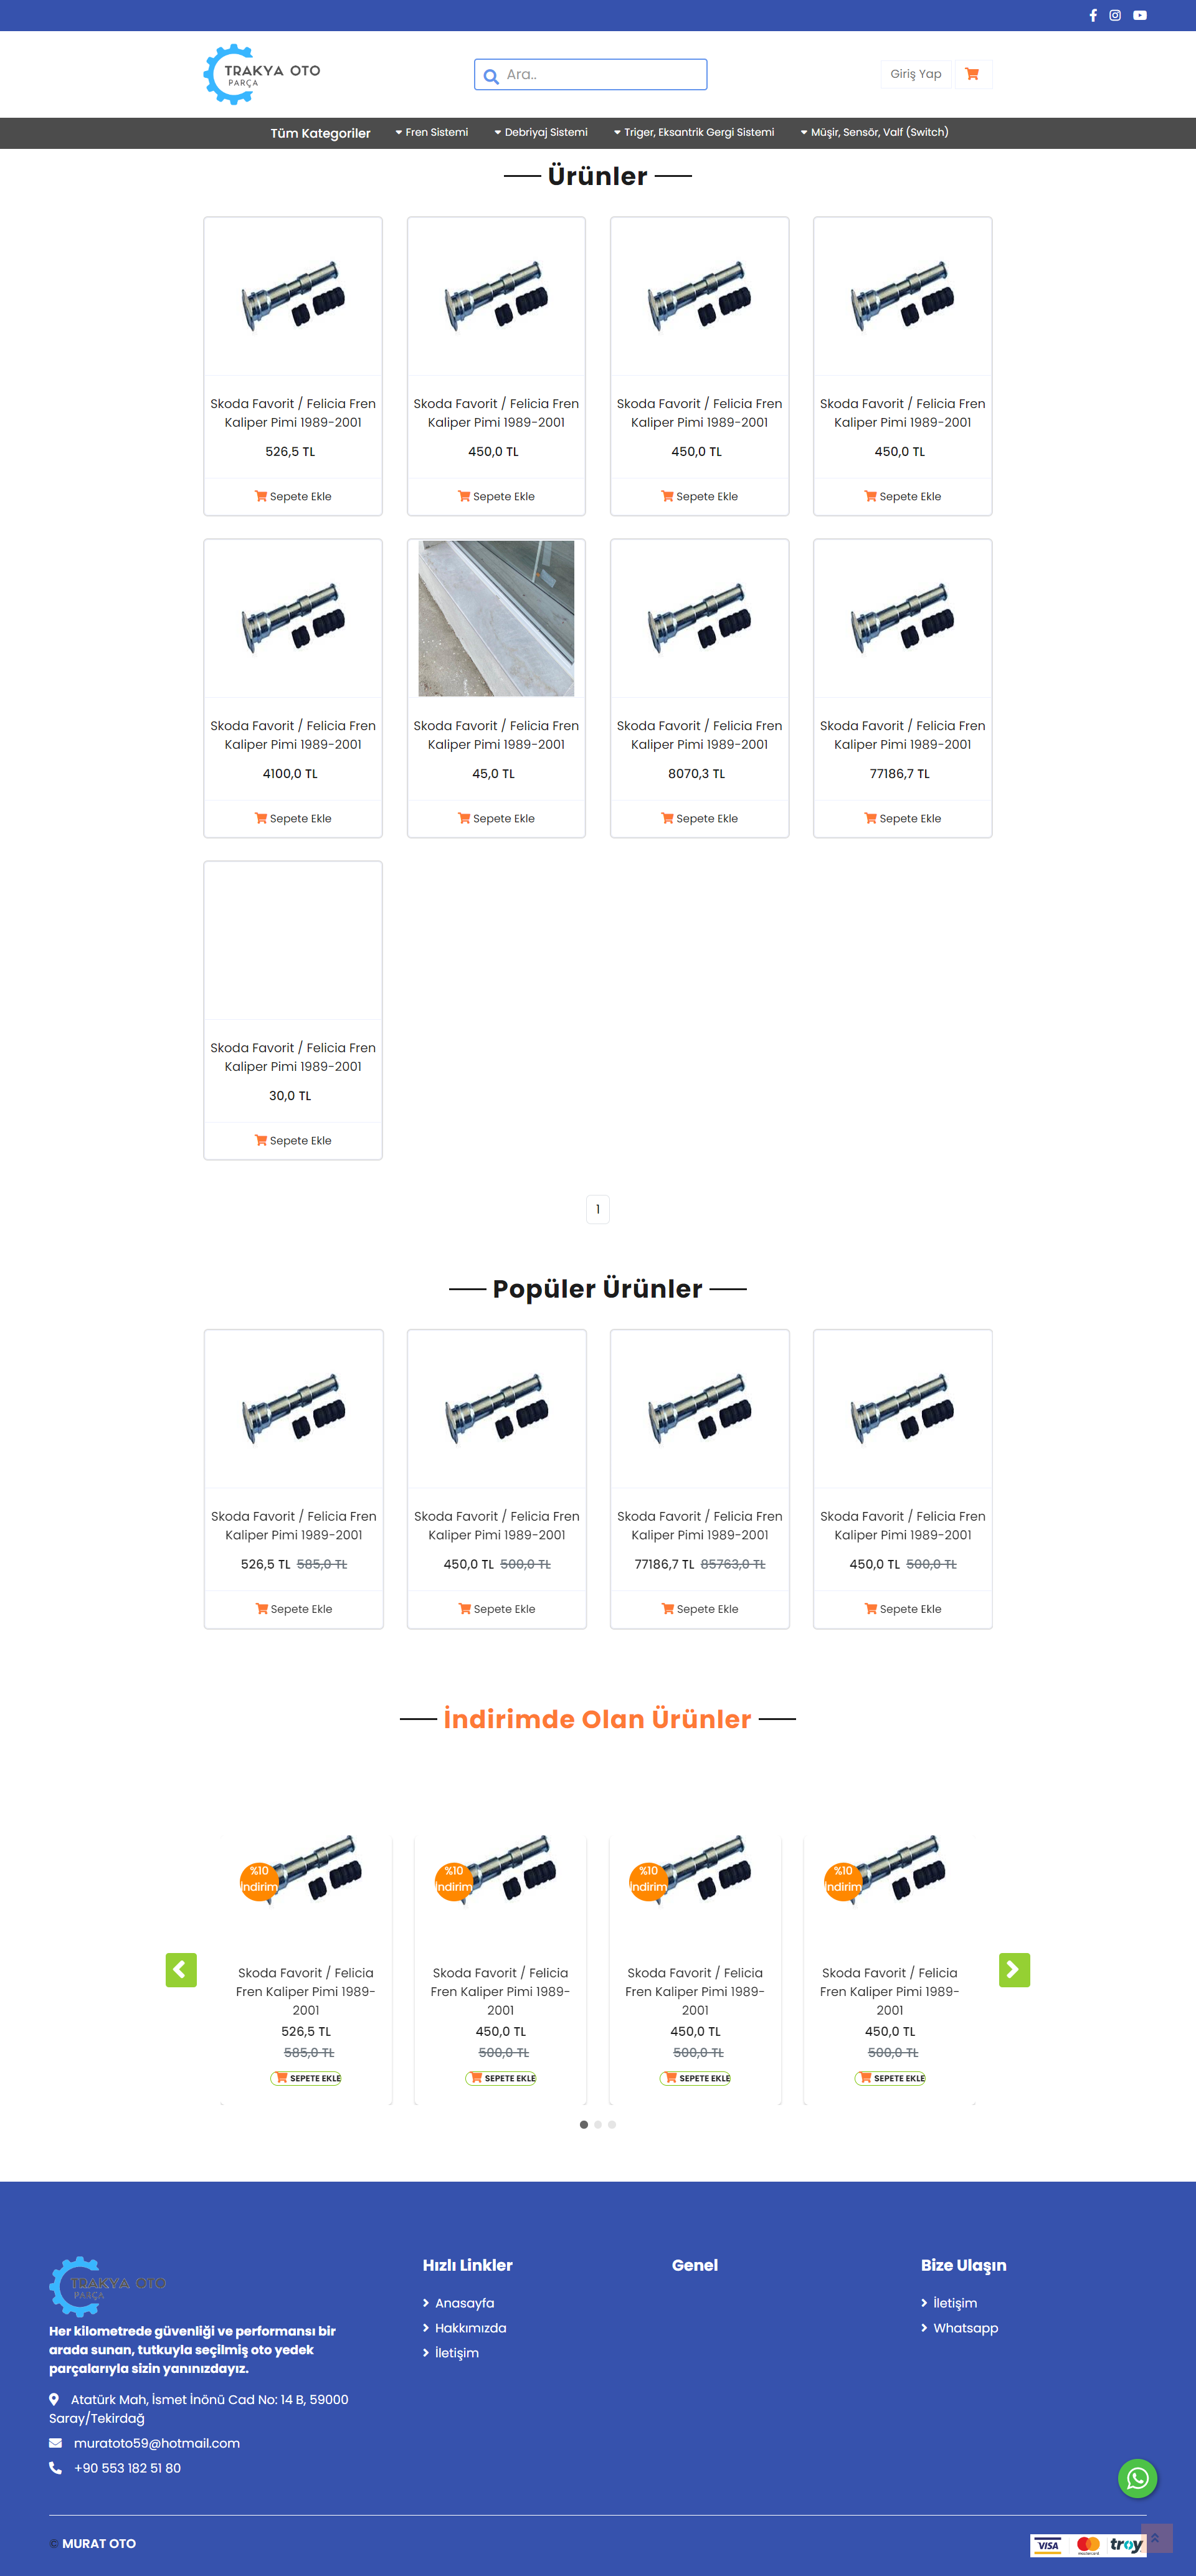 TRAKYA OTO
PARÇA
Ara..
Giriş Yap
Tüm Kategoriler Fren Sistemi Debriyaj Sistemi Triger, Eksantrik Gergi Sistemi Müşir, Sensör, Valf (Switch)
Ürünler
Skoda Favorit / Felicia Fren Skoda Favorit / Felicia Fren Skoda Favorit / Felicia Fren Skoda Favorit / Felicia Fren
Kaliper Pimi 1989-2001 Kaliper Pimi 1989-2001 Kaliper Pimi 1989-2001 Kaliper Pimi 1989-2001
526,5 TL 450,0 TL 450,0 TL 450,0 TL
Sepete Ekle Sepete Ekle Sepete Ekle Sepete Ekle
Skoda Favorit / Felicia Fren Skoda Favorit / Felicia Fren Skoda Favorit / Felicia Fren Skoda Favorit / Felicia Fren
Kaliper Pimi 1989-2001 Kaliper Pimi 1989-2001 Kaliper Pimi 1989-2001 Kaliper Pimi 1989-2001
4100,0 TL 45,0 TL 8070,3 TL 77186,7 TL
Sepete Ekle Sepete Ekle Sepete Ekle Sepete Ekle
Skoda Favorit / Felicia Fren
Kaliper Pimi 1989-2001
30,0 TL
Sepete Ekle
1
Popüler Ürünler
Skoda Favorit / Felicia Fren Skoda Favorit / Felicia Fren Skoda Favorit / Felicia Fren Skoda Favorit / Felicia Fren
Kaliper Pimi 1989-2001 Kaliper Pimi 1989-2001 Kaliper Pimi 1989-2001 Kaliper Pimi 1989-2001
526,5 TL 585,0 TL 450,0 TL 500,0 TL 77186,7 TL 85763,0 TL 450,0 TL 500,0 TL
Sepete Ekle Sepete Ekle Sepete Ekle Sepete Ekle
İndirimde Olan Ürünler
%10 %10 %10 %10
İndirim İndirim İndirim İndirim
Skoda Favorit / Felicia Skoda Favorit / Felicia Skoda Favorit / Felicia Skoda Favorit / Felicia
Fren Kaliper Pimi 1989- Fren Kaliper Pimi 1989- Fren Kaliper Pimi 1989- Fren Kaliper Pimi 1989-
2001 2001 2001 2001
526,5 TL 450,0 TL 450,0 TL 450,0 TL
585,0 TL 500,0 TL 500,0 TL 500,0 TL
SEPETE EKLE SEPETE EKLE SEPETE EKLE SEPETE EKLE
TRAKYA OTO
PARÇA
Her kilometrede güvenliği ve performansı bir
arada sunan, tutkuyla seçilmiş oto yedek
parçalarıyla sizin yanınızdayız.
Atatürk Mah, İsmet İnönü Cad No: 14 B, 59000
Saray/Tekirdağ
muratoto59@hotmail.com
+90 553 182 51 80
Hızlı Linkler
Anasayfa
Hakkımızda
İletişim
Genel
Bize Ulaşın
İletişim
Whatsapp
© MURAT OTO
VISA mastercard troy